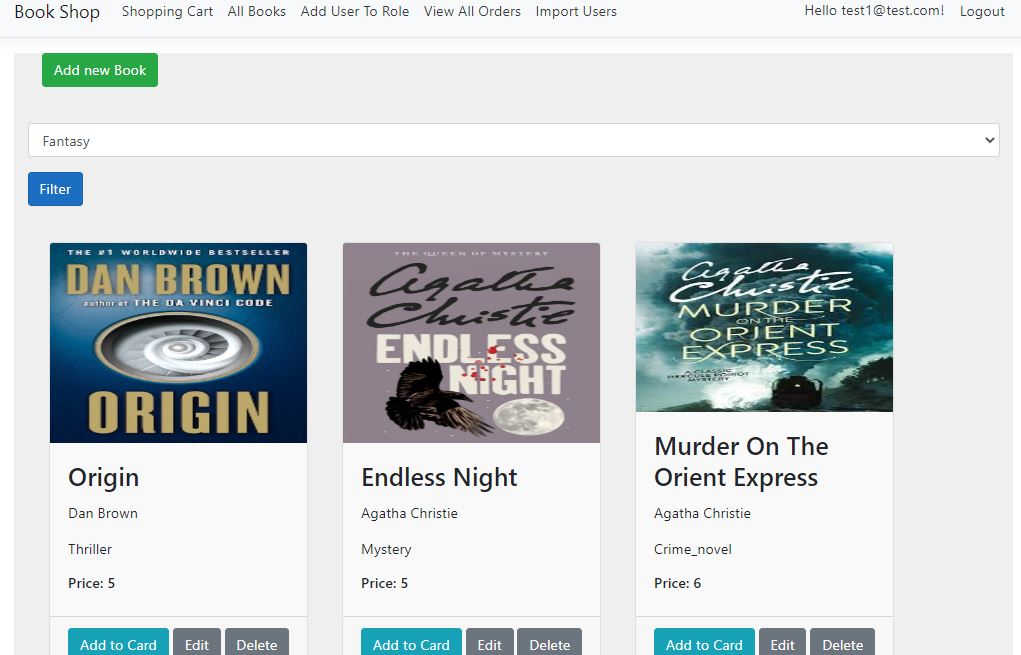 Book Shop Shopping Cart All Books Add User To Role View All Orders Import Users Hello test1@test.com! Logout
Add new Book
Fantasy
Filter
THE #1 WORLDWIDE BESTSELLER
DAN BROWN
author of THE DA VINCI CODE
ORIGIN
Origin
Dan Brown
Thriller
Price: 5
Add to Card Edit Delete
THE QUEEN OF MYSTERY
Agatha
Christie
ENDLESS
NIGHT
Endless Night
Agatha Christie
Mystery
Price: 5
Add to Card Edit Delete
Agatha
Christie
MURDER
ON THE
ORIENT
EXPRESS
A CLASSIC
HERCULE POIROT
MYSTERY
Murder On The
Orient Express
Agatha Christie
Crime_novel
Price: 6
Add to Card Edit Delete